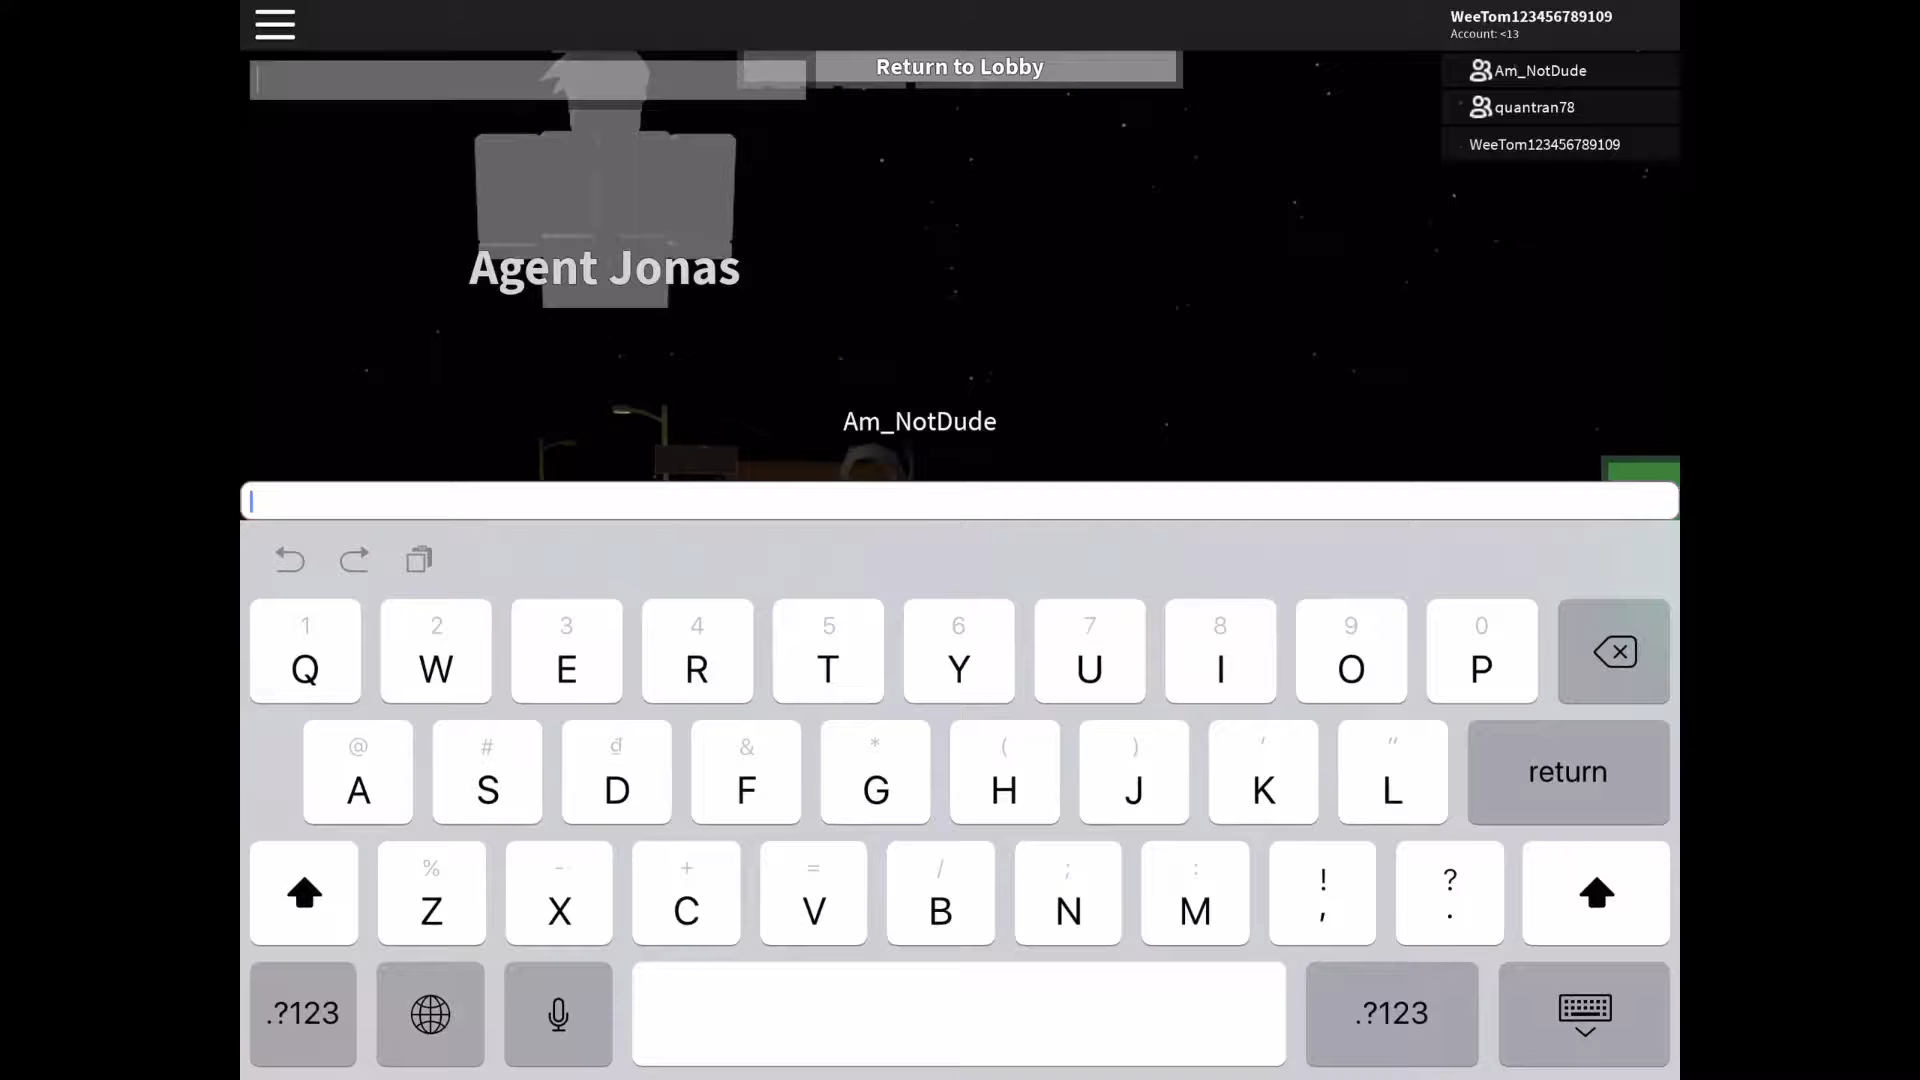 WeeTom123456789109
Account: <13
Return to Lobby
Am_NotDude
quantran78
WeeTom123456789109
Agent Jonas
Am_NotDude
1 2 3 4 5 6 7 8 9 0
Q W E R T Y U I O P
@ # ₫ & * ( ) ' "
A S D F G H J K L return
% - + = / ; : ! ?
Z X C V B N M , .
.?123 .?123